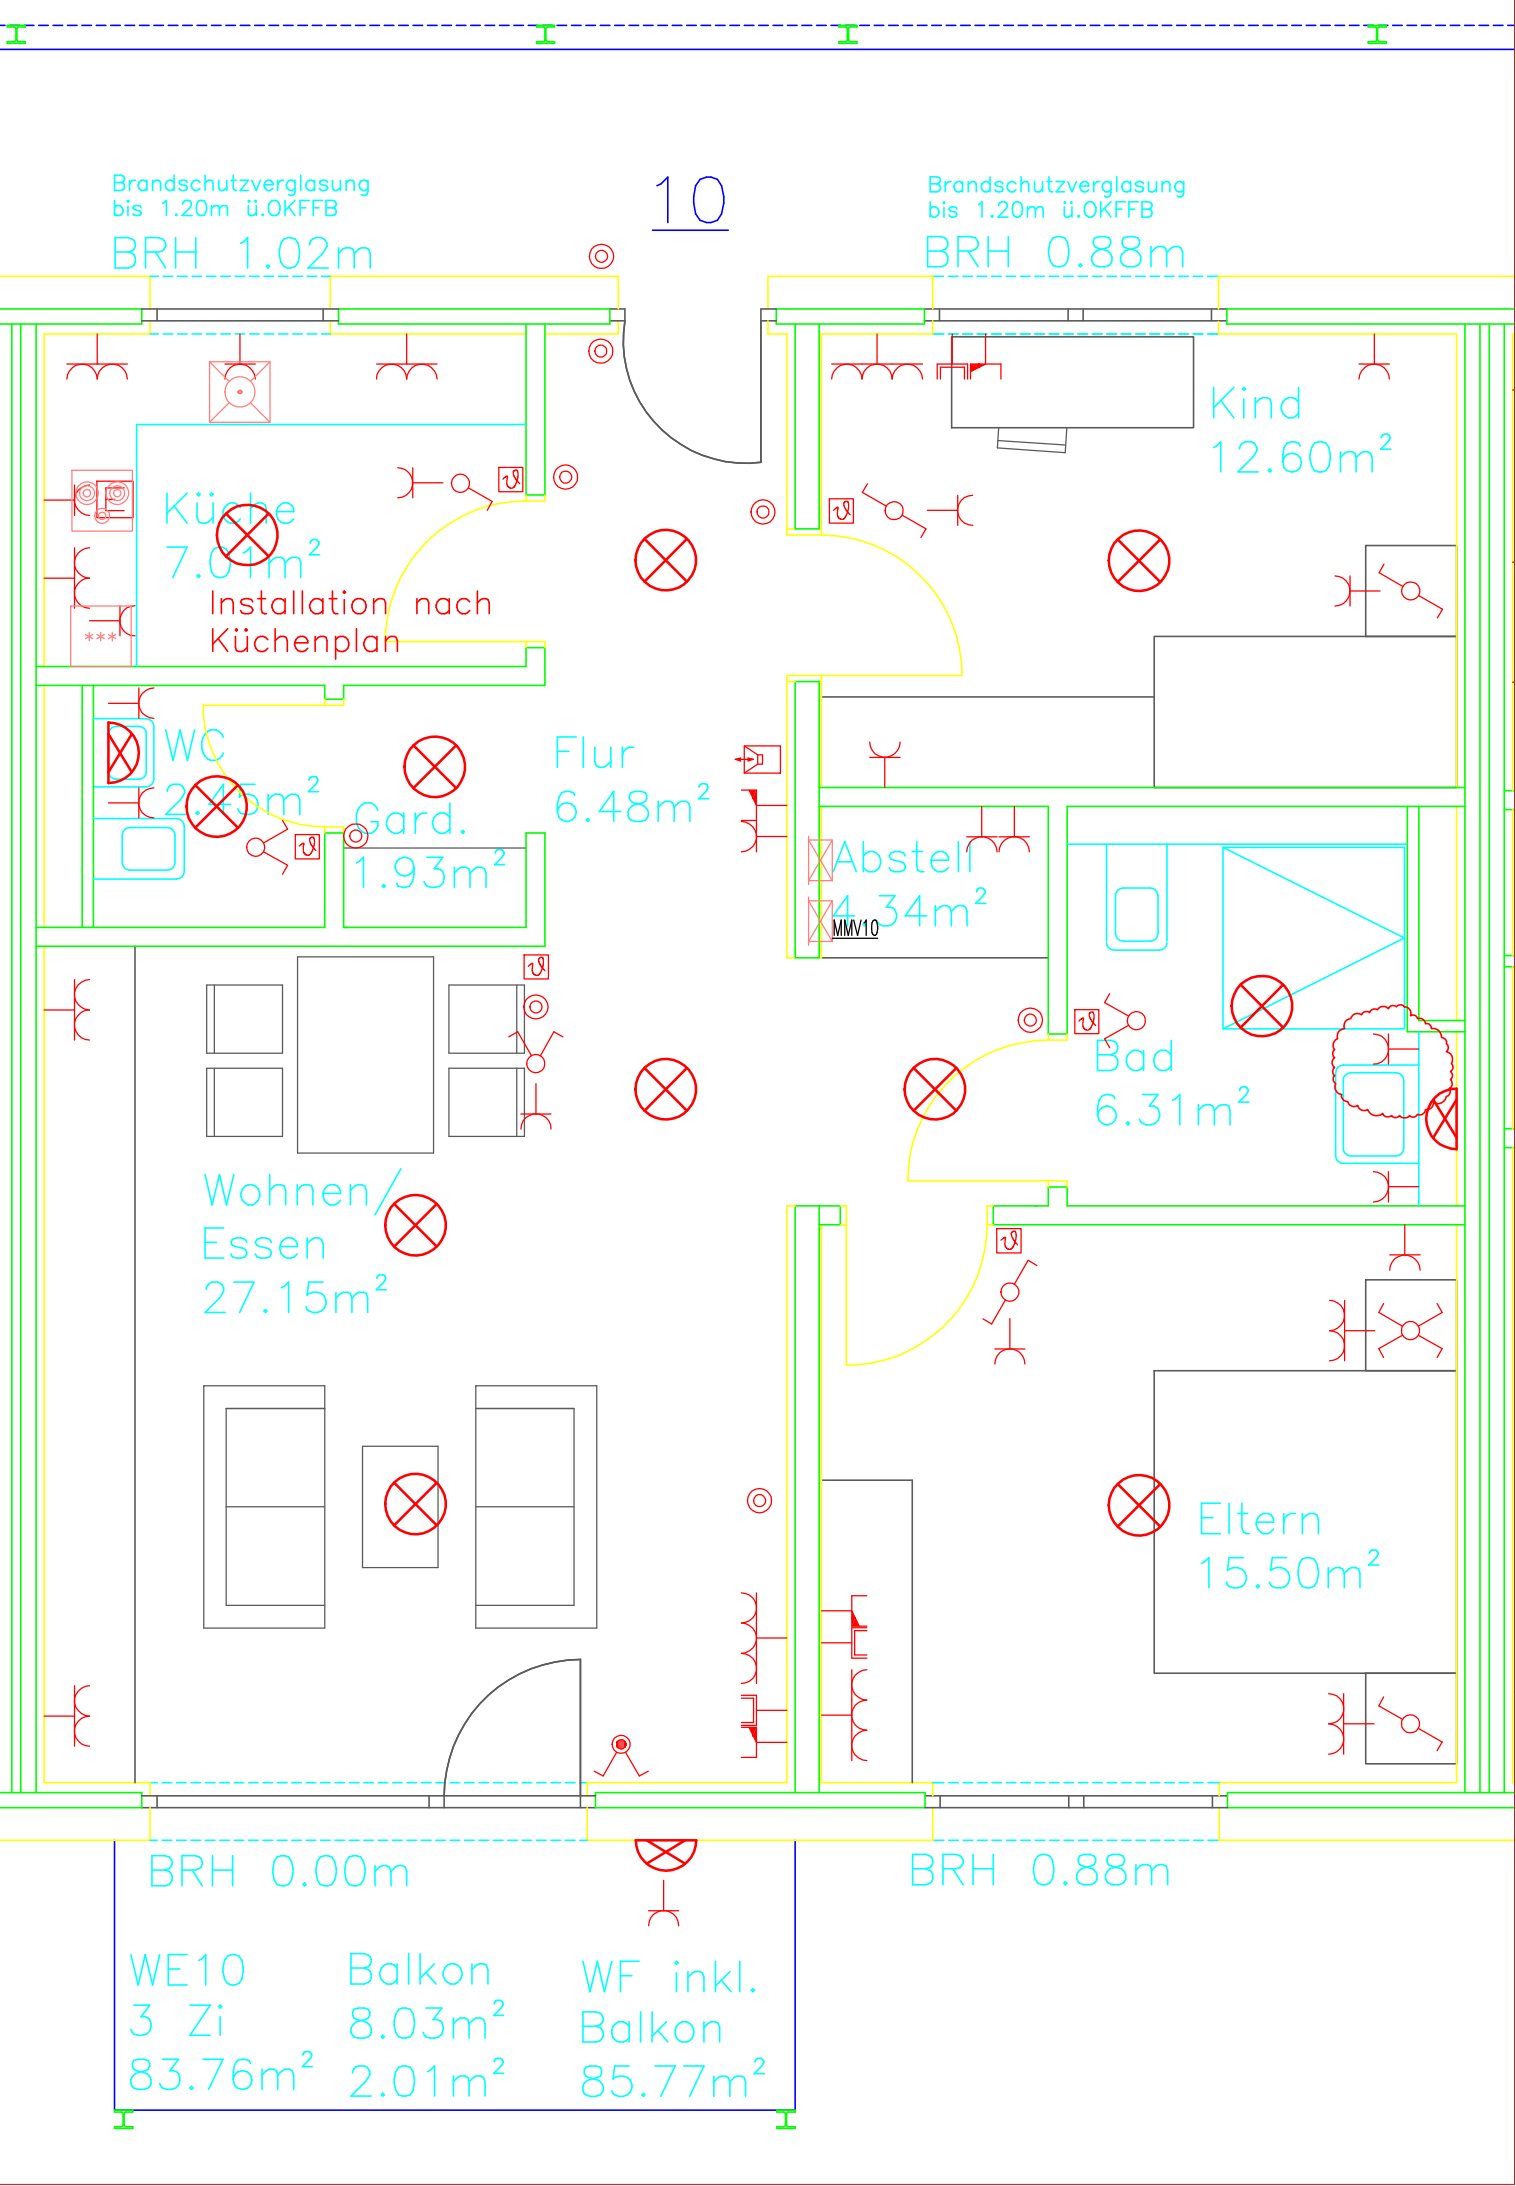 Brandschutzverglasung
bis 1.20m ü.OKFFB
BRH 1.02m
10
Brandschutzverglasung
bis 1.20m ü.OKFFB
BRH 0.88m
Kind
12.60m²
Küche
7.01m²
E
Installation nach
Küchenplan
***
WC
2.45m²
Gard.
1.93m²
Flur
6.48m²
Abstell
4.34m²
MMV10
Bad
6.31m²
Wohnen/
Essen
27.15m²
Eltern
15.50m²
BRH 0.00m
BRH 0.88m
WE10
3 Zi
83.76m²
Balkon
8.03m²
2.01m²
WF inkl.
Balkon
85.77m²